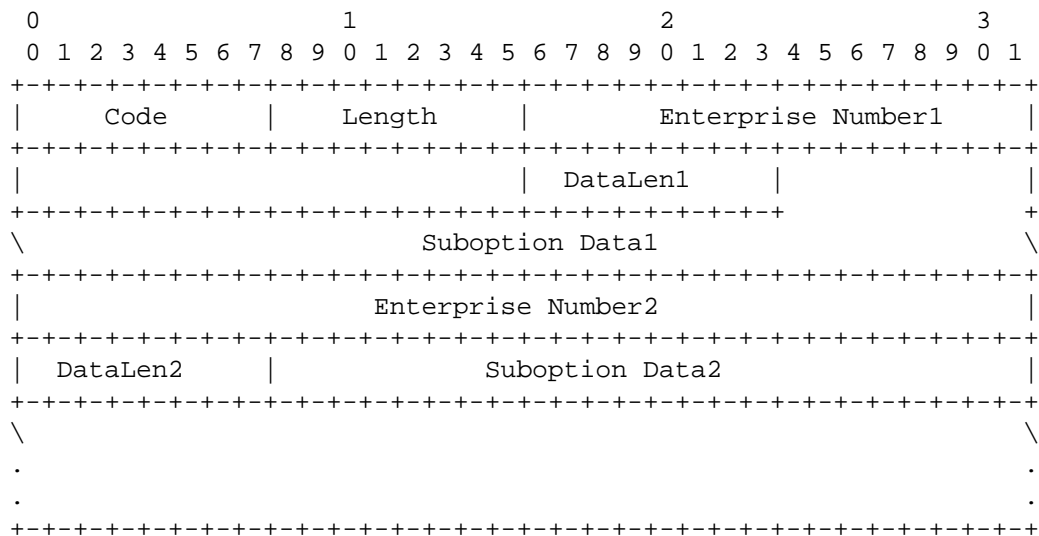 0                   1                   2                   3
 0 1 2 3 4 5 6 7 8 9 0 1 2 3 4 5 6 7 8 9 0 1 2 3 4 5 6 7 8 9 0 1
+-+-+-+-+-+-+-+-+-+-+-+-+-+-+-+-+-+-+-+-+-+-+-+-+-+-+-+-+-+-+-+-+
|      Code     |    Length     |        Enterprise Number1     |
+-+-+-+-+-+-+-+-+-+-+-+-+-+-+-+-+-+-+-+-+-+-+-+-+-+-+-+-+-+-+-+-+
|                               |  DataLen1     |               |
+-+-+-+-+-+-+-+-+-+-+-+-+-+-+-+-+-+-+-+-+-+-+-+-+               +
\                         Suboption Data1                       \
+-+-+-+-+-+-+-+-+-+-+-+-+-+-+-+-+-+-+-+-+-+-+-+-+-+-+-+-+-+-+-+-+
|                      Enterprise Number2                       |
+-+-+-+-+-+-+-+-+-+-+-+-+-+-+-+-+-+-+-+-+-+-+-+-+-+-+-+-+-+-+-+-+
|  DataLen2     |             Suboption Data2                   |
+-+-+-+-+-+-+-+-+-+-+-+-+-+-+-+-+-+-+-+-+-+-+-+-+-+-+-+-+-+-+-+-+
\                                                               \
.                                                               .
.                                                               .
+-+-+-+-+-+-+-+-+-+-+-+-+-+-+-+-+-+-+-+-+-+-+-+-+-+-+-+-+-+-+-+-+